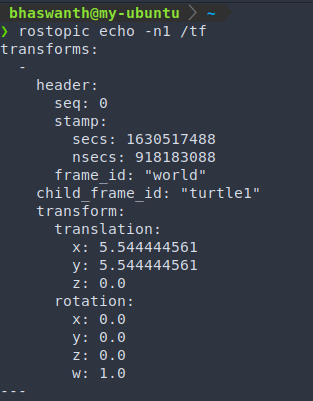 bhaswanth@my-ubuntu ~
❯ rostopic echo -n1 /tf
transforms:
  -
    header:
      seq: 0
      stamp:
        secs: 1630517488
        nsecs: 918183088
      frame_id: "world"
    child_frame_id: "turtle1"
    transform:
      translation:
        x: 5.544444561
        y: 5.544444561
        z: 0.0
      rotation:
        x: 0.0
        y: 0.0
        z: 0.0
        w: 1.0
---